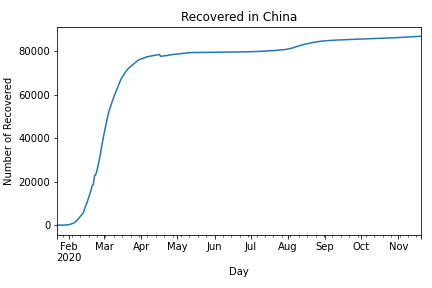 Recovered in China
Number of Recovered
80000
60000
40000
20000
0
Feb Mar Apr May Jun Jul Aug Sep Oct Nov
2020
Day